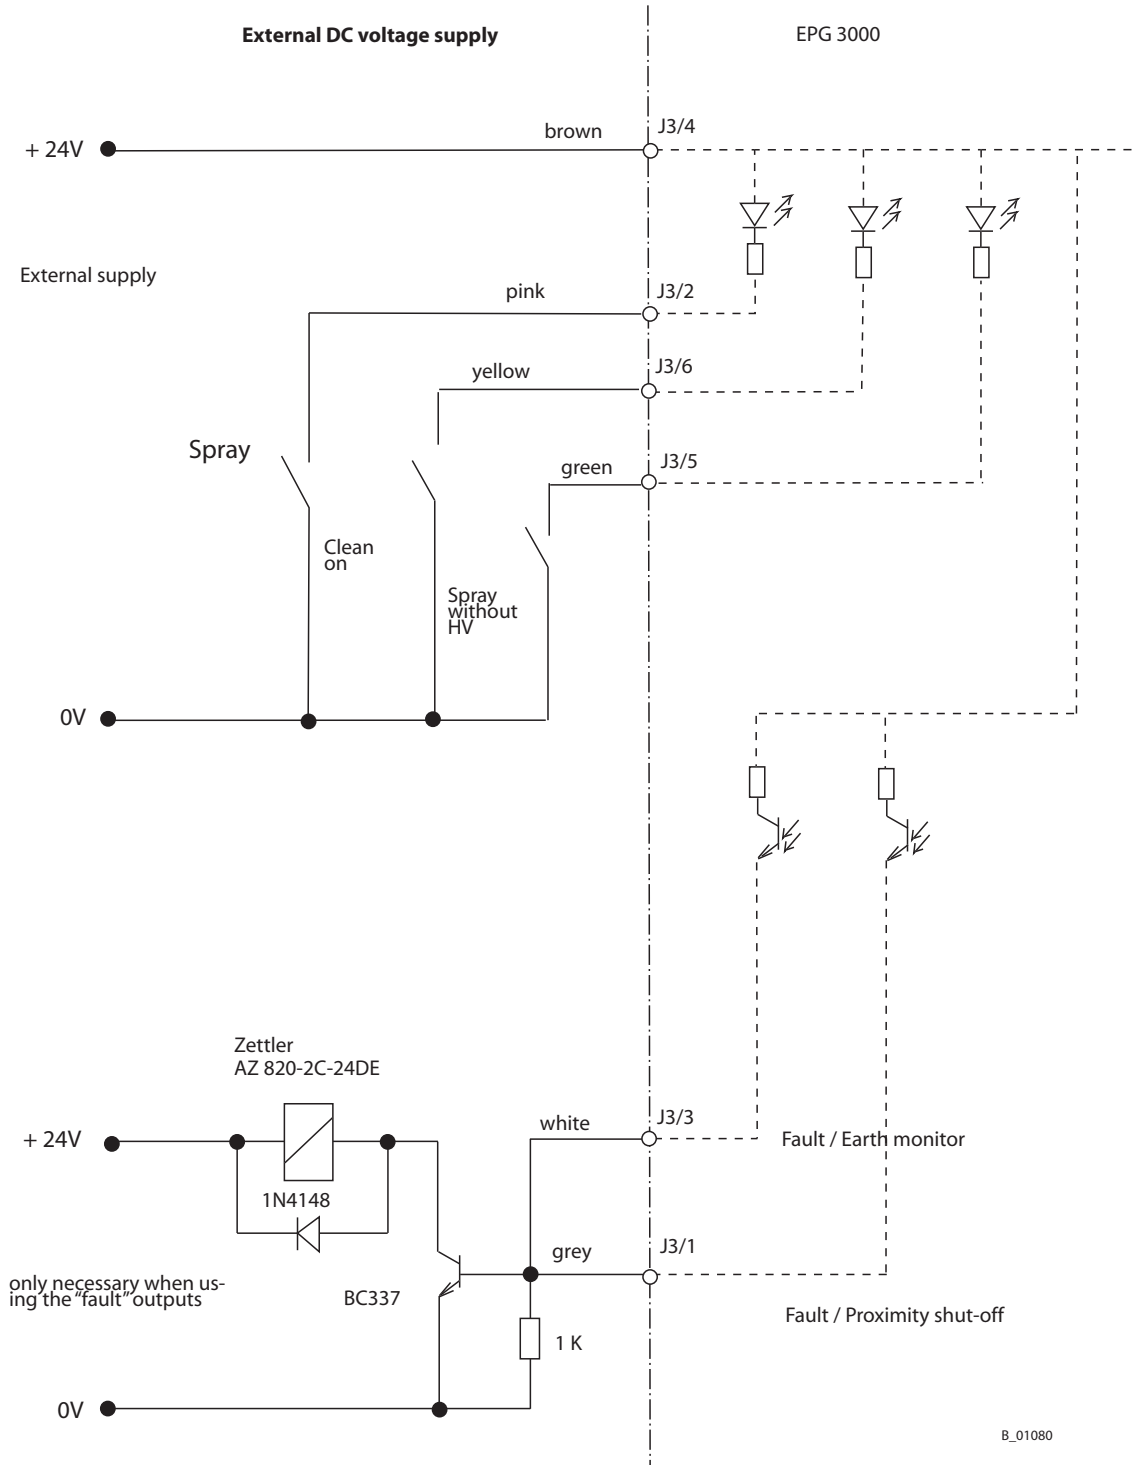 External DC voltage supply
EPG 3000
brown
J3/4
+ 24V
External supply
pink
J3/2
yellow
J3/6
Spray
green
J3/5
Clean
on
Spray
without
HV
0V
Zettler
AZ 820-2C-24DE
white
J3/3
+ 24V
Fault / Earth monitor
1N4148
grey
J3/1
only necessary when us-
ing the “fault” outputs
BC337
Fault / Proximity shut-off
1 K
0V
B_01080